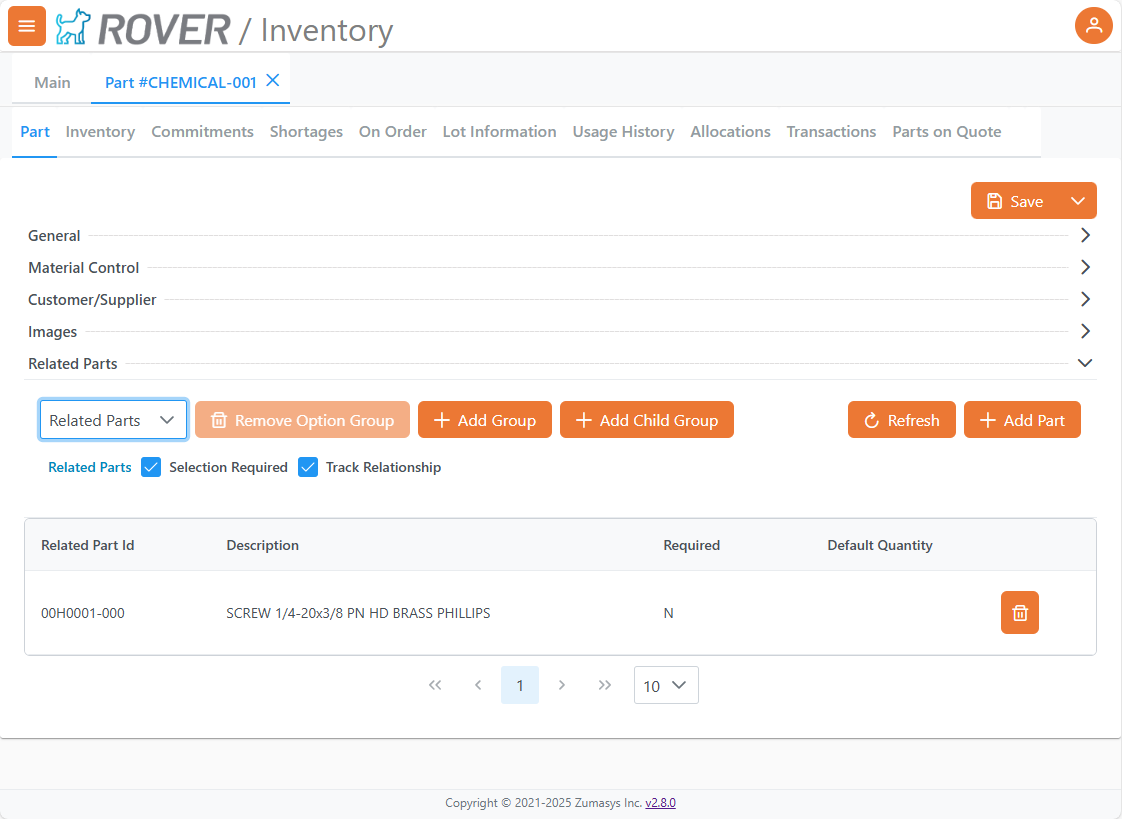 ROVER / Inventory
Main Part #CHEMICAL-001
Part Inventory Commitments Shortages On Order Lot Information Usage History Allocations Transactions Parts on Quote
Save
General
Material Control
Customer/Supplier
Images
Related Parts
Related Parts Remove Option Group Add Group Add Child Group Refresh Add Part
Related Parts Selection Required Track Relationship
Related Part Id Description Required Default Quantity
00H0001-000 SCREW 1/4-20x3/8 PN HD BRASS PHILLIPS N
1 10
Copyright © 2021-2025 Zumasys Inc. v2.8.0